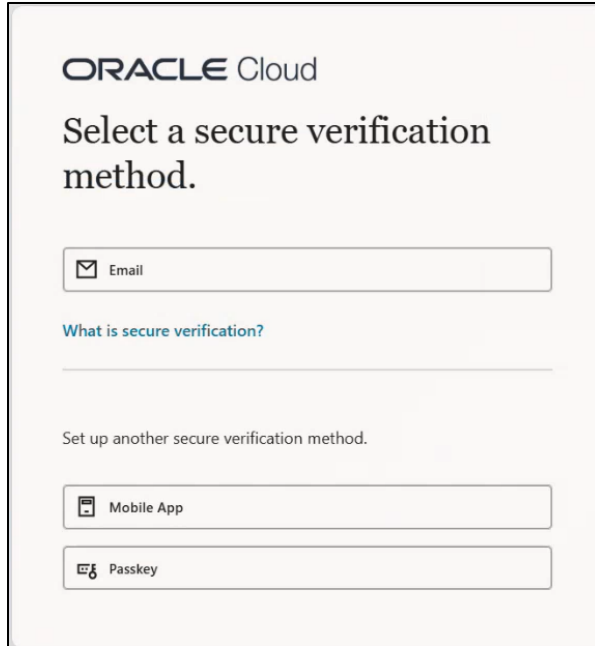 ORACLE Cloud
Select a secure verification
method.
Email
What is secure verification?
Set up another secure verification method.
Mobile App
Passkey